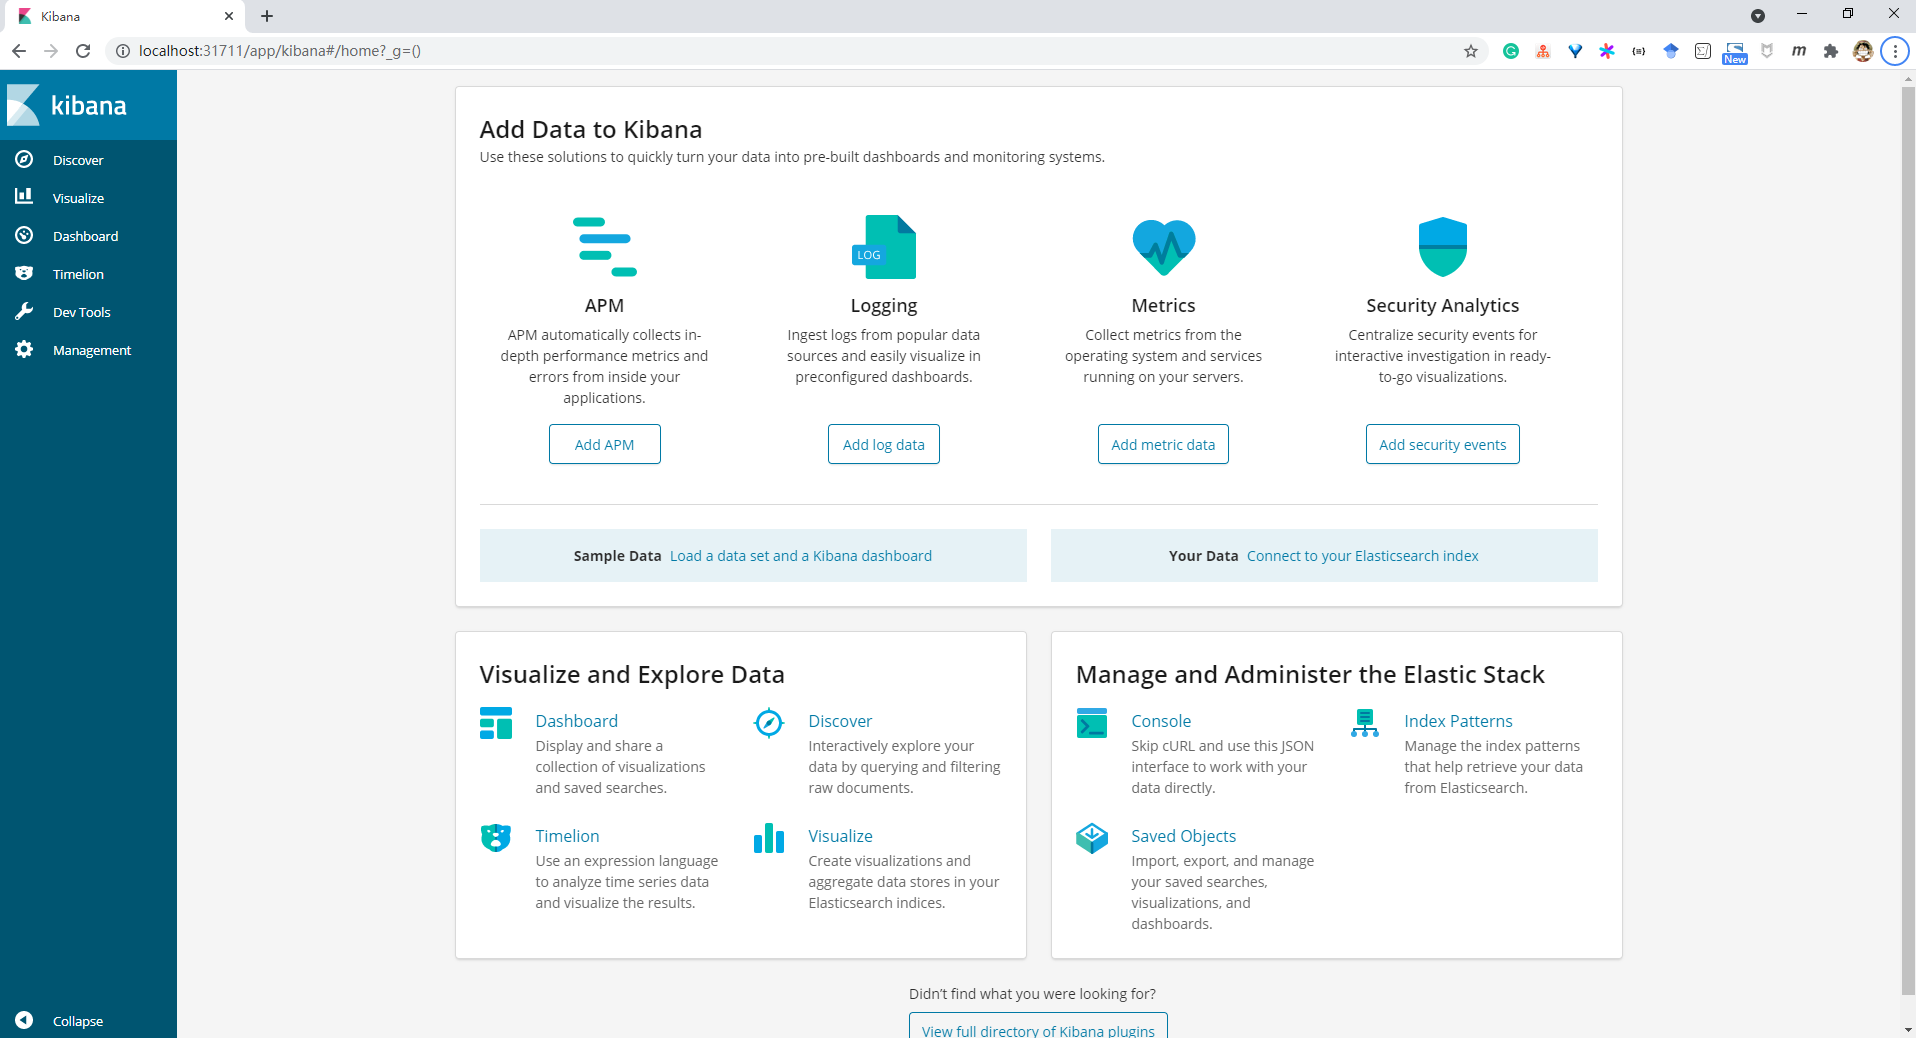 Kibana
localhost:31711/app/kibana#/home?_g=()
New
m
kibana
Discover
Visualize
Dashboard
Timelion
Dev Tools
Management
Collapse
Add Data to Kibana
Use these solutions to quickly turn your data into pre-built dashboards and monitoring systems.
APM
APM automatically collects in-
depth performance metrics and
errors from inside your
applications.
Add APM
LOG
Logging
Ingest logs from popular data
sources and easily visualize in
preconfigured dashboards.
Add log data
Metrics
Collect metrics from the
operating system and services
running on your servers.
Add metric data
Security Analytics
Centralize security events for
interactive investigation in ready-
to-go visualizations.
Add security events
Sample Data Load a data set and a Kibana dashboard
Your Data Connect to your Elasticsearch index
Visualize and Explore Data
Dashboard
Display and share a
collection of visualizations
and saved searches.
Discover
Interactively explore your
data by querying and filtering
raw documents.
Timelion
Use an expression language
to analyze time series data
and visualize the results.
Visualize
Create visualizations and
aggregate data stores in your
Elasticsearch indices.
Manage and Administer the Elastic Stack
Console
Skip cURL and use this JSON
interface to work with your
data directly.
Index Patterns
Manage the index patterns
that help retrieve your data
from Elasticsearch.
Saved Objects
Import, export, and manage
your saved searches,
visualizations, and
dashboards.
Didn't find what you were looking for?
View full directory of Kibana plugins